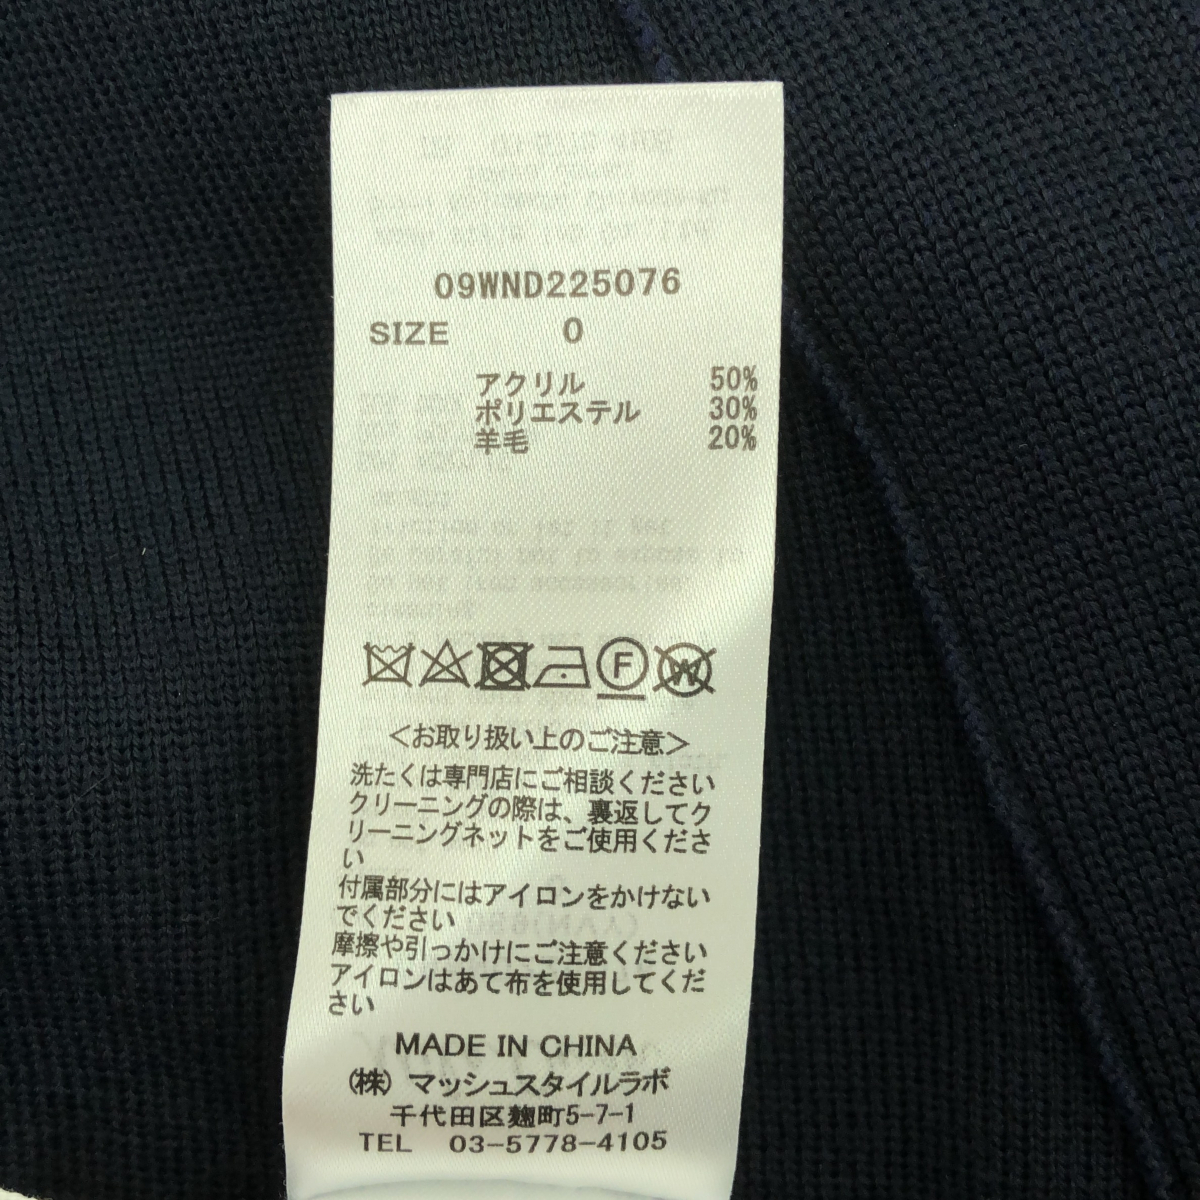 09WND225076
SIZE 0
アクリル 50%
ポリエステル 30%
羊毛 20%
F W
<お取り扱い上のご注意>
洗たくは専門店にご相談ください
クリーニングの際は、裏返してク
リーニングネットをご使用くださ
い
付属部分にはアイロンをかけない
でください
摩擦や引っかけにご注意ください
アイロンはあて布を使用してくだ
さい
MADE IN CHINA
(株) マッシュスタイルラボ
千代田区麹町5-7-1
TEL 03-5778-4105